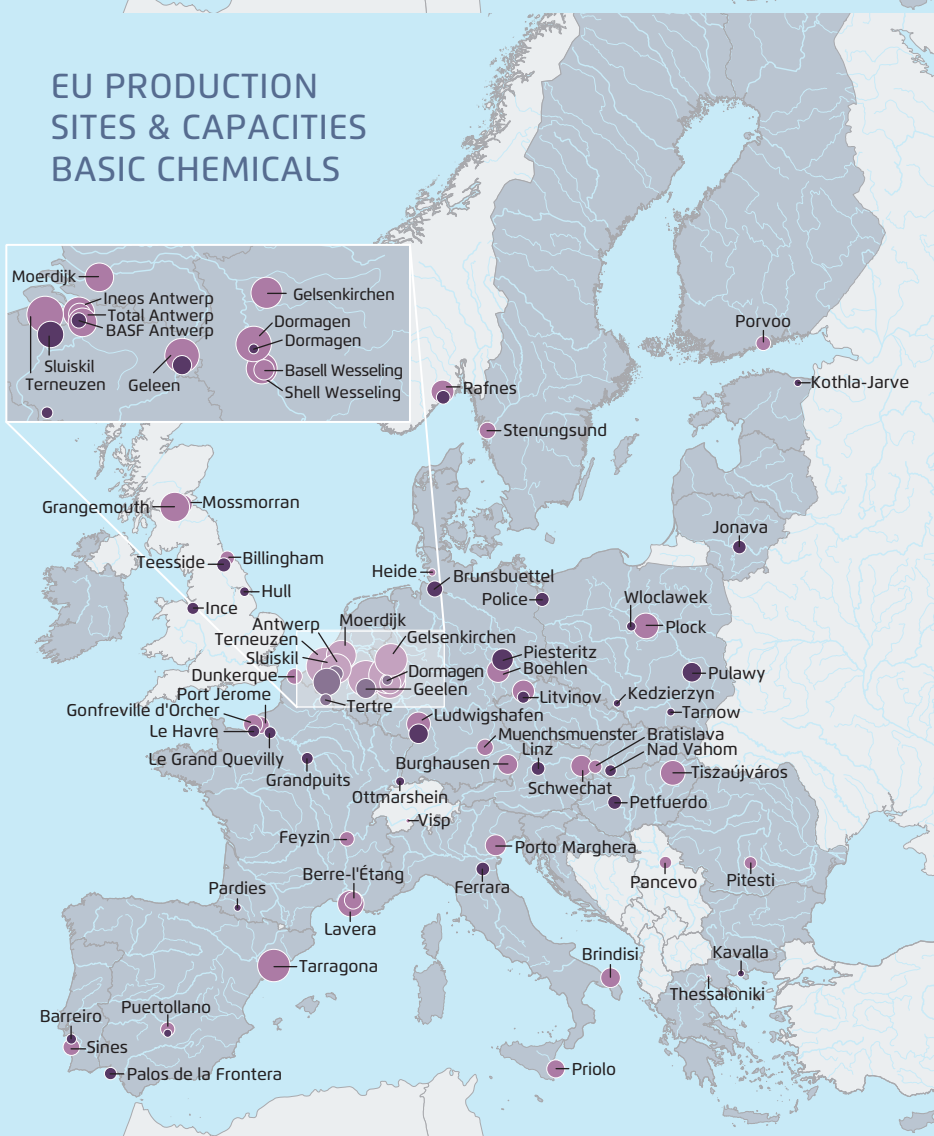 EU PRODUCTION
SITES & CAPACITIES
BASIC CHEMICALS
Moerdijk
Ineos Antwerp
Total Antwerp
BASF Antwerp
Sluiskil
Terneuzen
Geleen
Gelsenkirchen
Dormagen
Dormagen
Basell Wesseling
Shell Wesseling
Porvoo
Kothla-Jarve
Rafnes
Stenungsund
Grangemouth
Mossmorran
Jonava
Teesside
Billingham
Heide
Brunsbuettel
Hull
Police
Ince
Wloclawek
Plock
Antwerp
Moerdijk
Terneuzen
Gelsenkirchen
Sluiskil
Piesteritz
Boehlen
Dunkerque
Dormagen
Pulawy
Geelen
Port Jérome
Tertre
Litvinov
Kedzierzyn
Gonfreville d'Orcher
Ludwigshafen
Tarnow
Le Havre
Muenchsmuenster
Bratislava
Linz
Nad Vahom
Le Grand Quevilly
Burghausen
Grandpuits
Schwechat
Tiszaújváros
Ottmarshein
Petfuerdo
Visp
Feyzin
Porto Marghera
Berre-l'Étang
Pancevo
Pitesti
Pardies
Ferrara
Lavera
Brindisi
Kavalla
Tarragona
Thessaloniki
Puertollano
Barreiro
Sines
Priolo
Palos de la Frontera